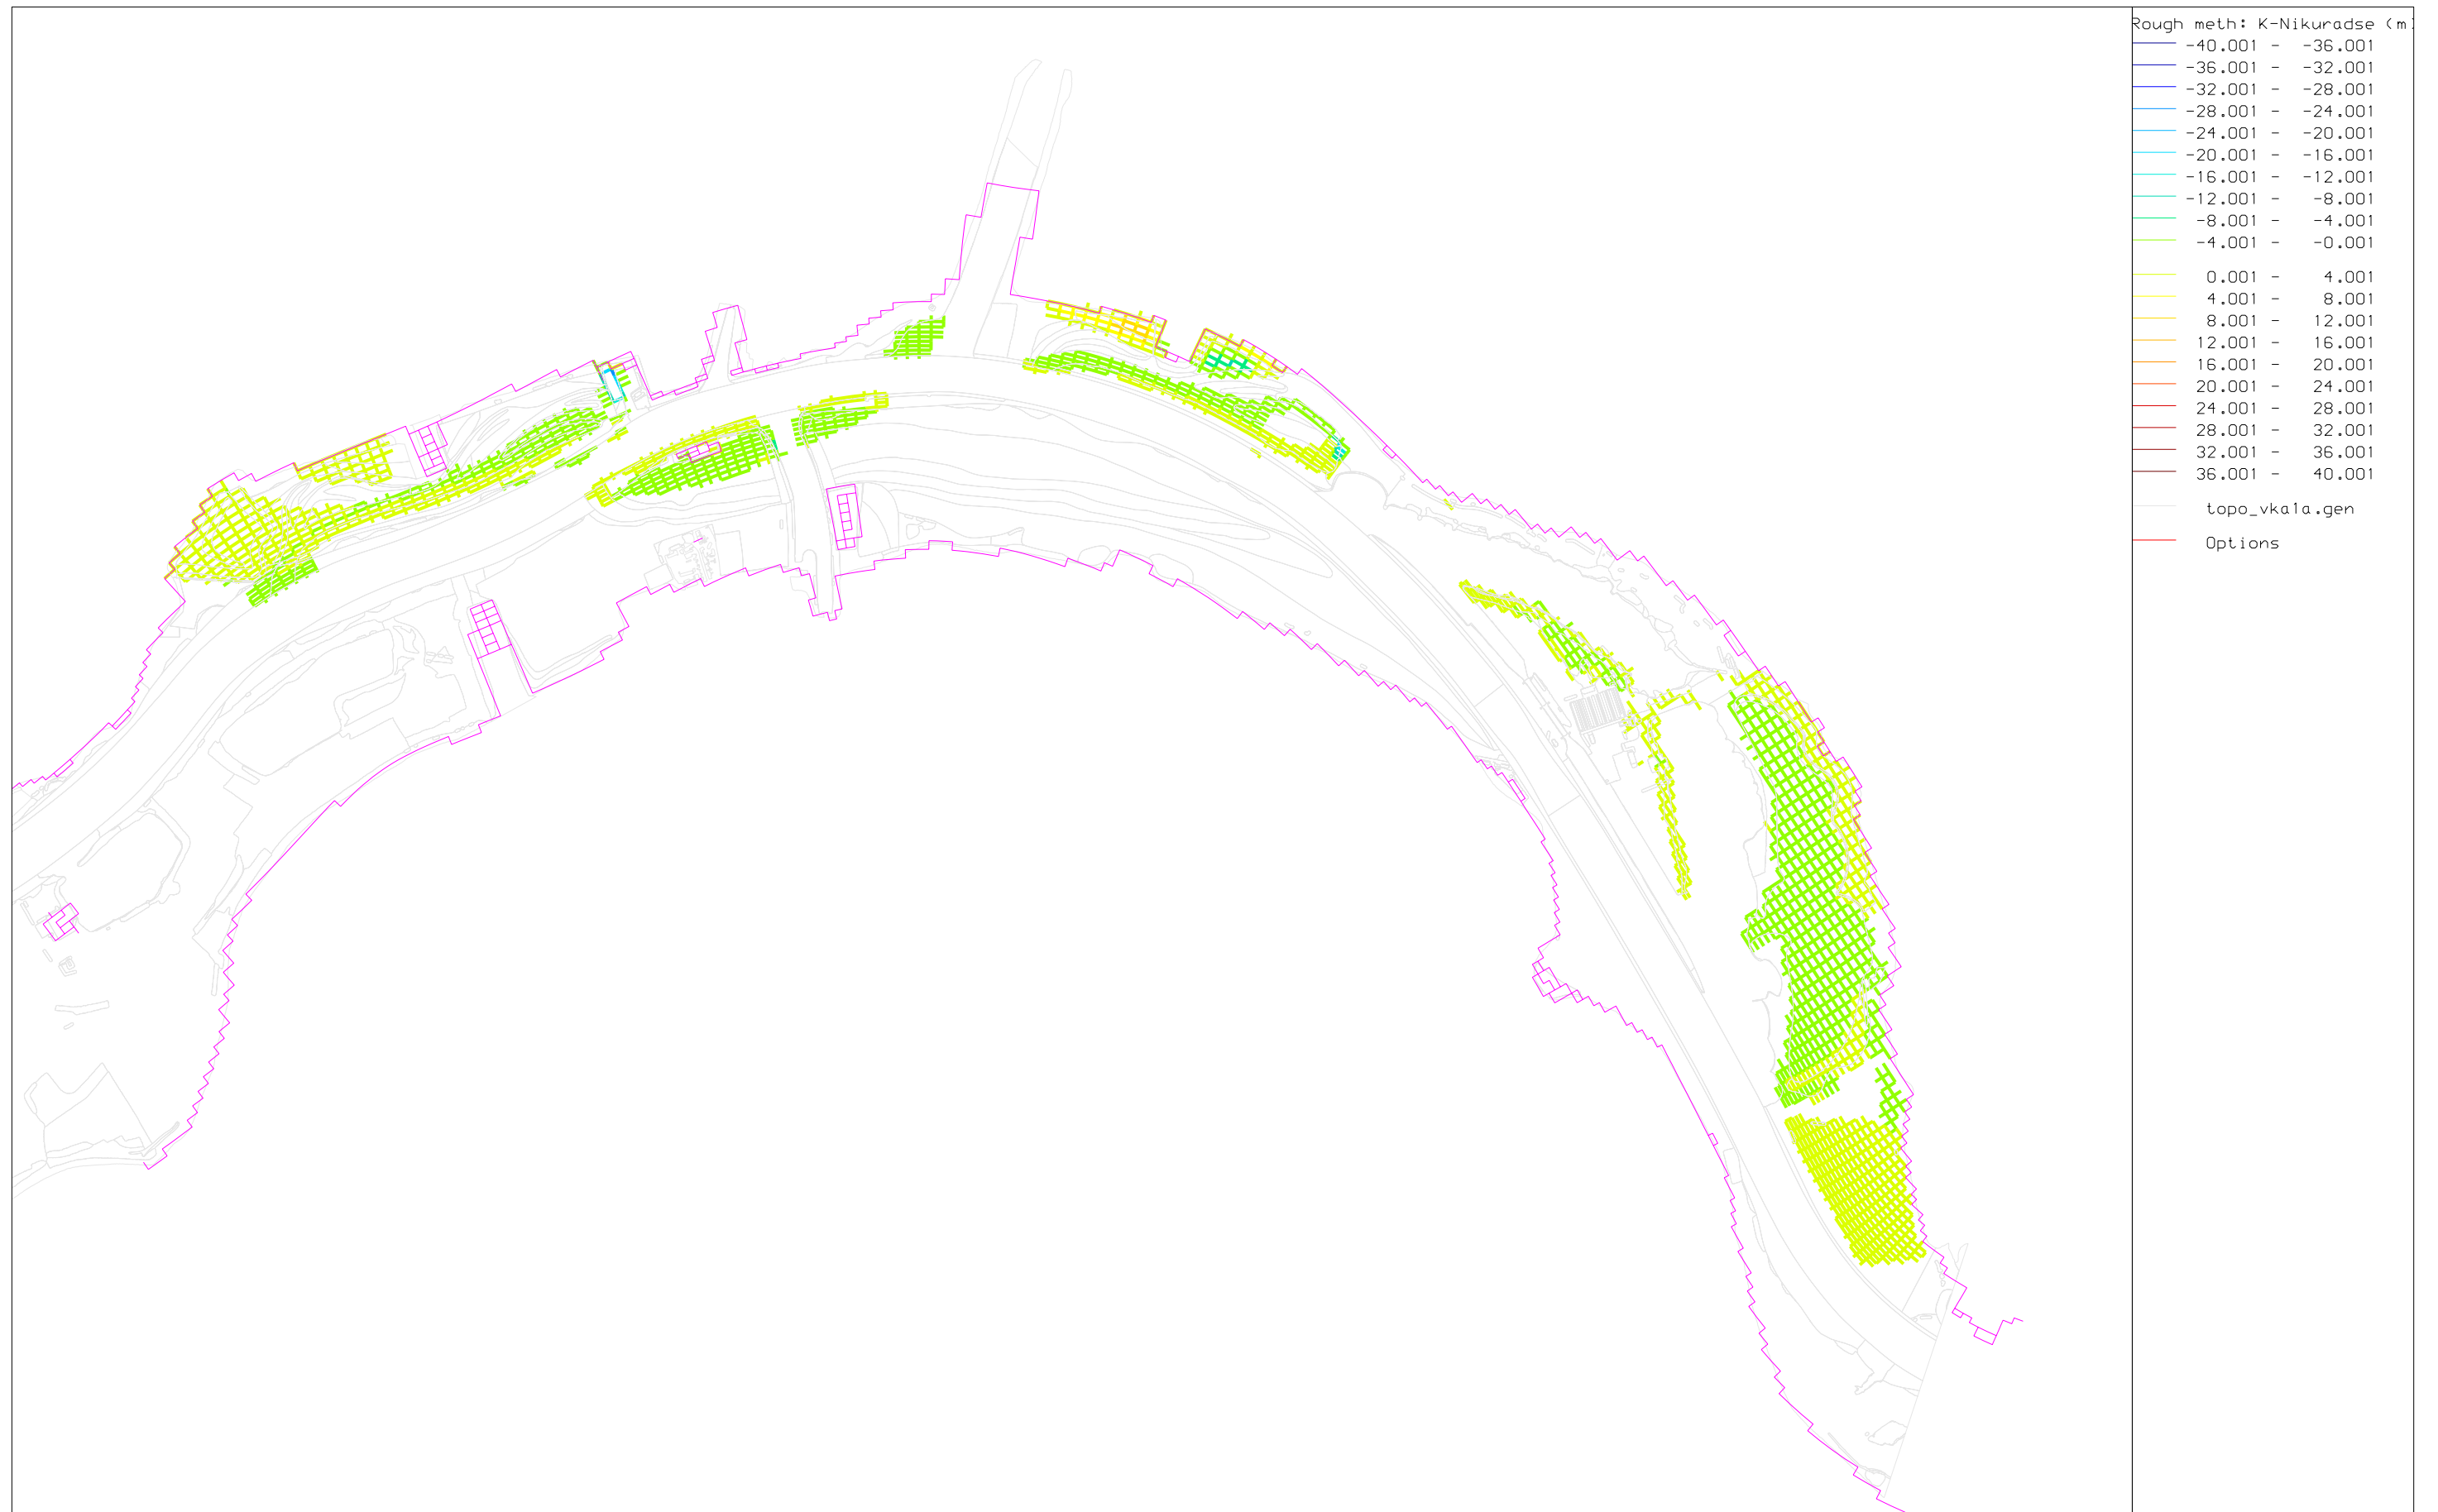 Rough meth: K-Nikuradse (m)
-40.001 - -36.001
-36.001 - -32.001
-32.001 - -28.001
-28.001 - -24.001
-24.001 - -20.001
-20.001 - -16.001
-16.001 - -12.001
-12.001 - -8.001
-8.001 - -4.001
-4.001 - -0.001
0.001 - 4.001
4.001 - 8.001
8.001 - 12.001
12.001 - 16.001
16.001 - 20.001
20.001 - 24.001
24.001 - 28.001
28.001 - 32.001
32.001 - 36.001
36.001 - 40.001
topo_vka1a.gen
Options